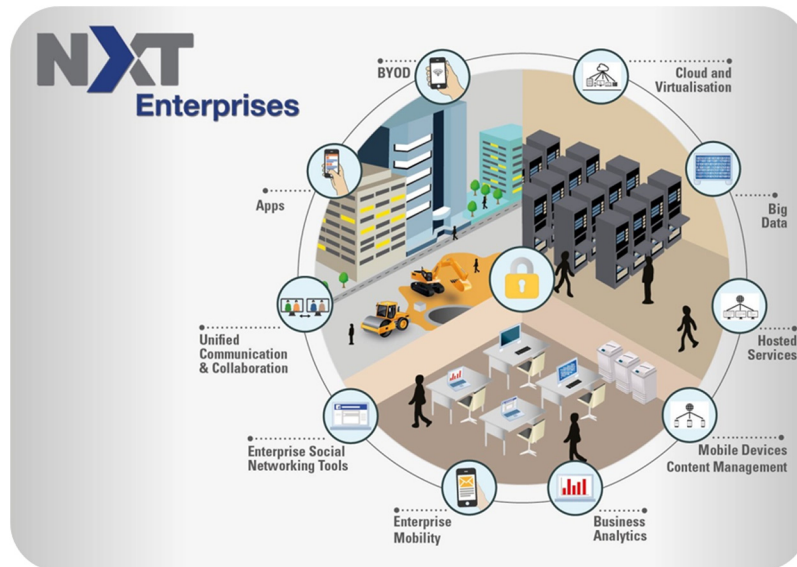 NXT
Enterprises
BYOD
Cloud and
Virtualisation
Apps
Big
Data
Unified
Communication
& Collaboration
Hosted
Services
Enterprise Social
Networking Tools
Mobile Devices
Content Management
Enterprise
Mobility
Business
Analytics